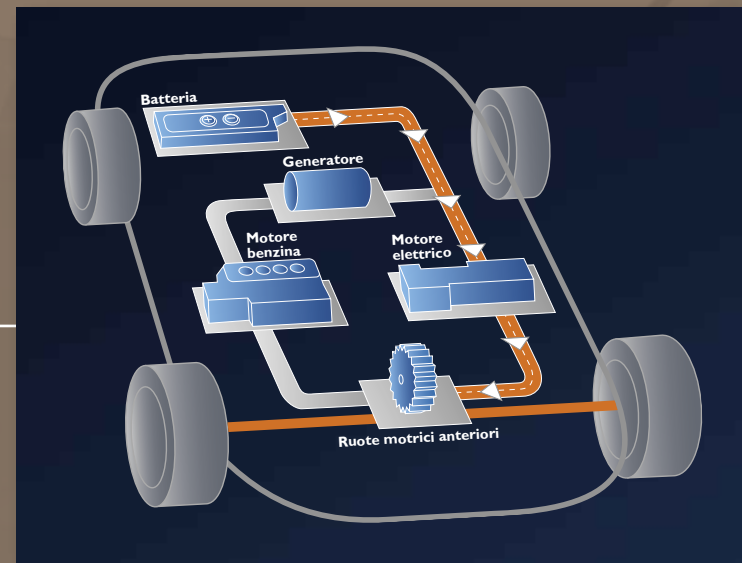 Batteria
Generatore
Motore
benzina
Motore
elettrico
Ruote motrici anteriori